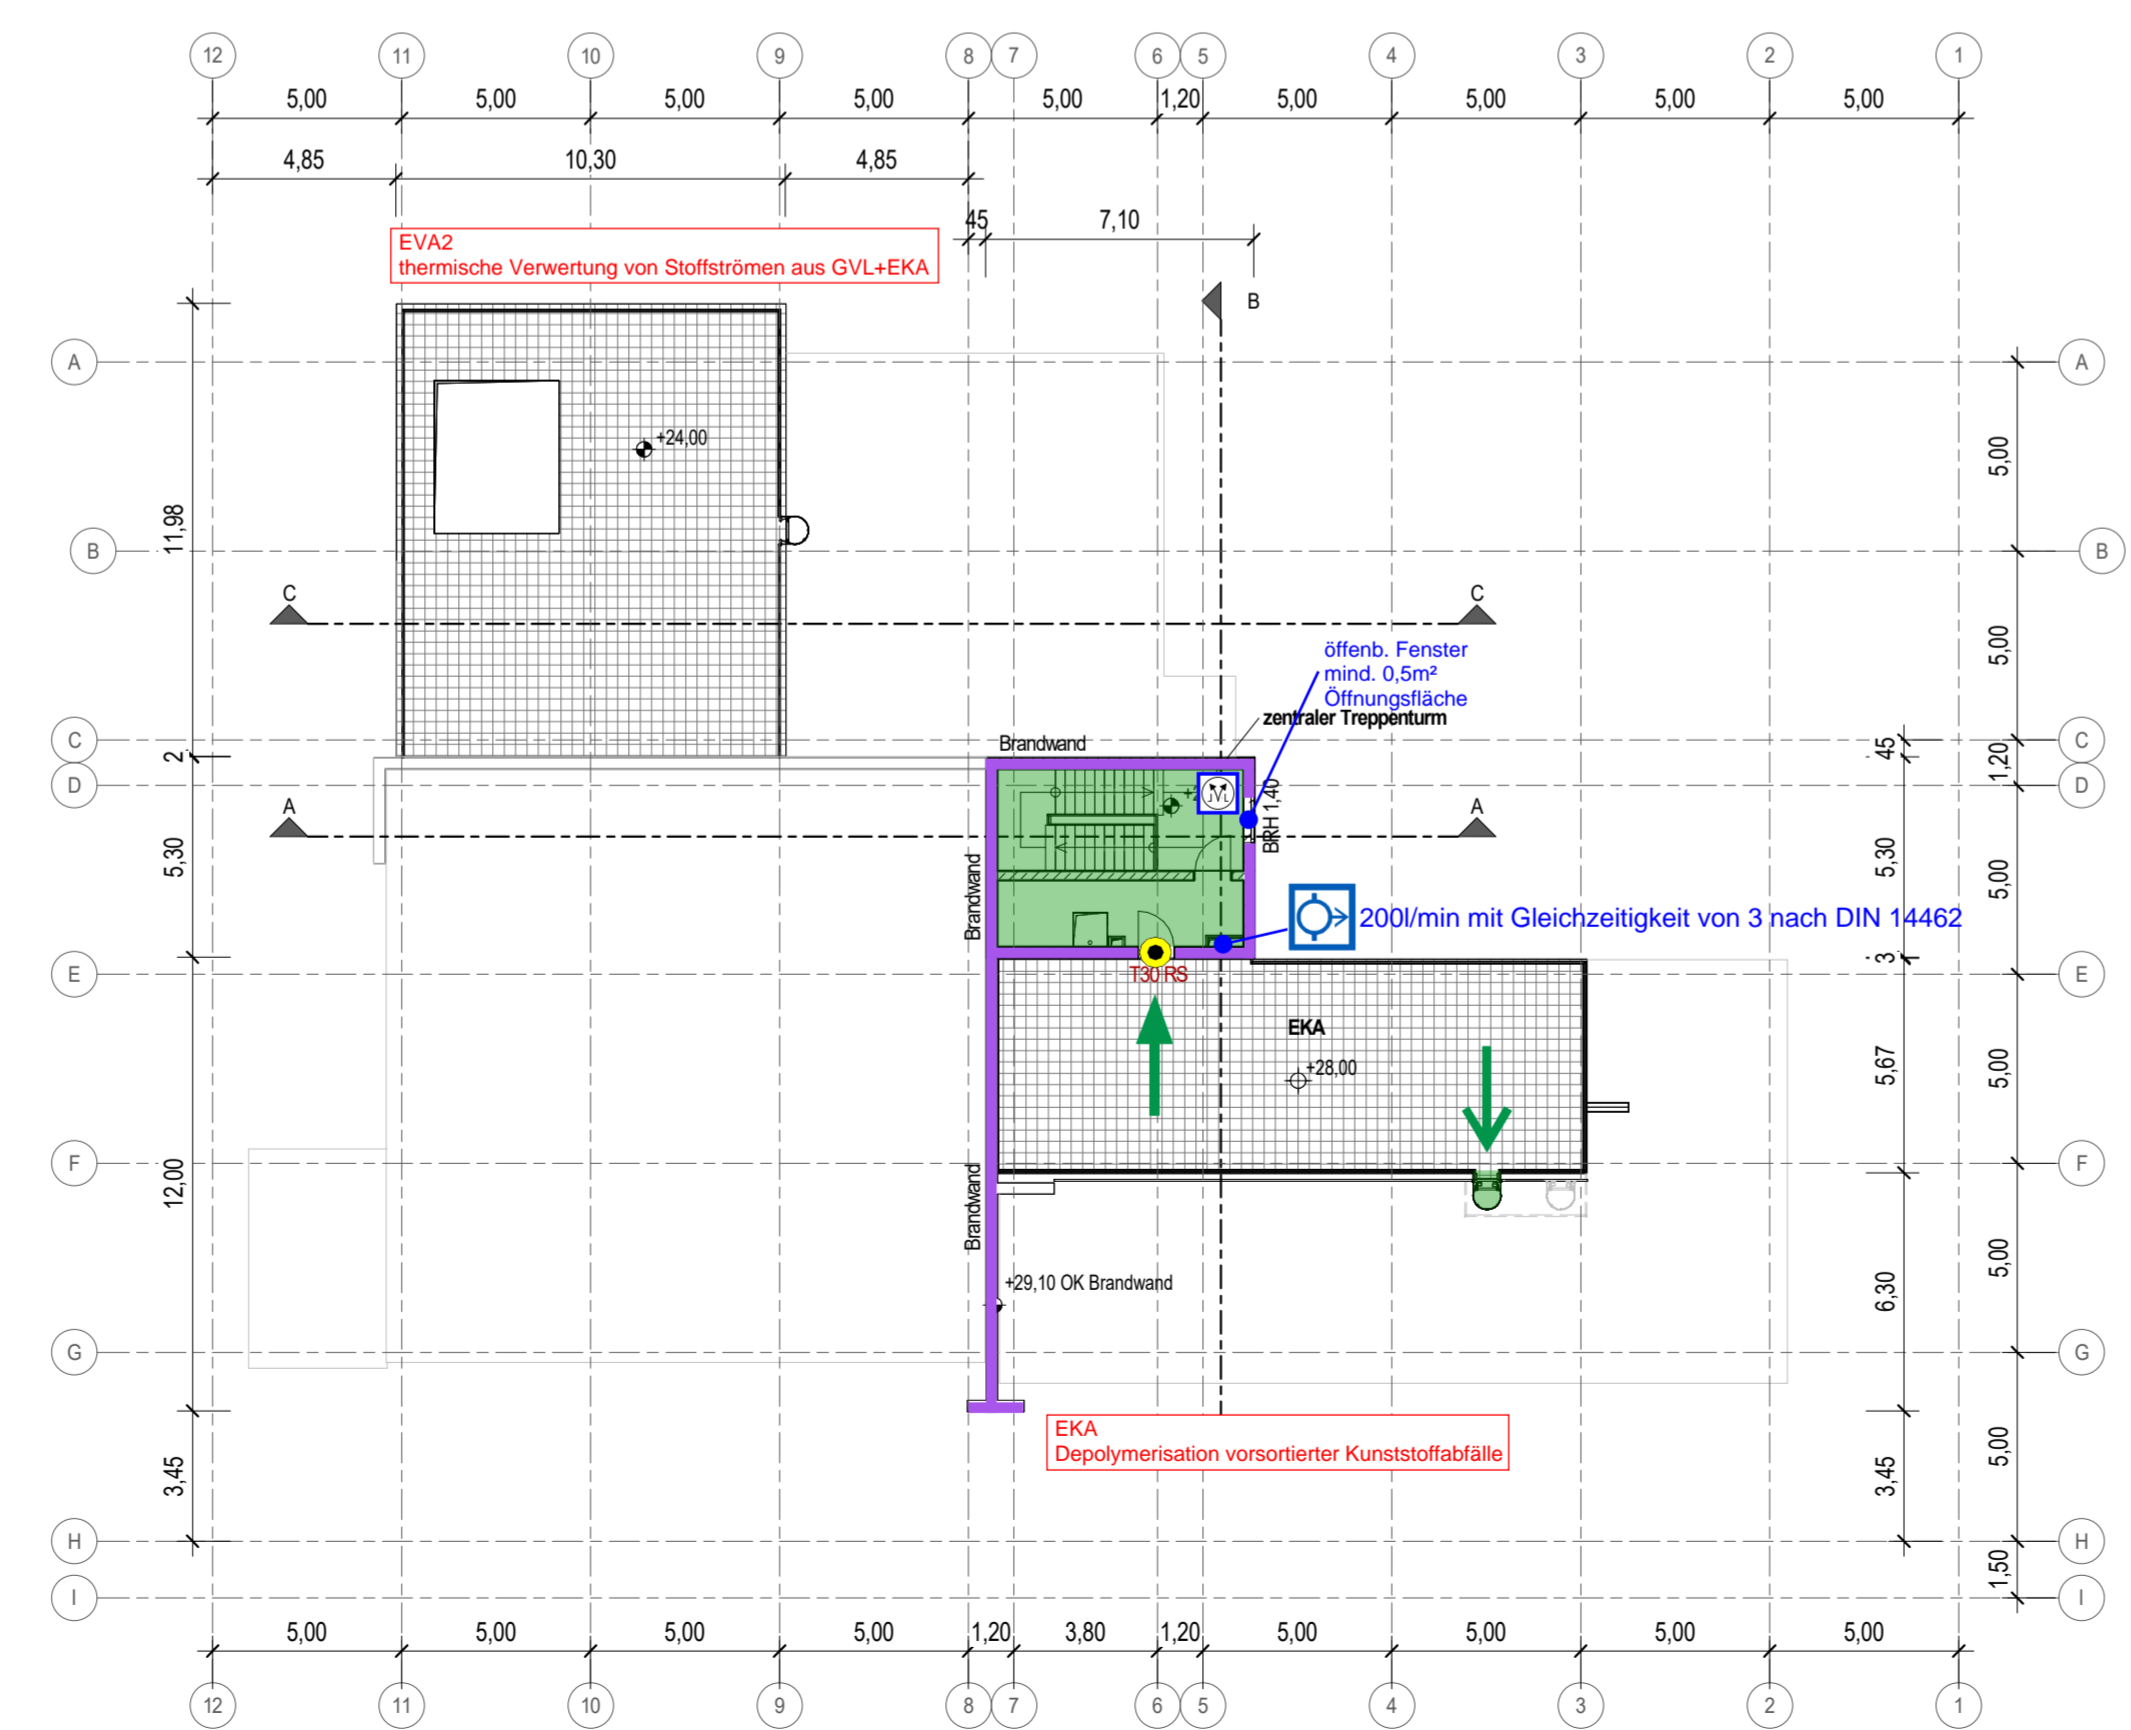 12 11 10 9 8 7 6 5 4 3 2 1
5,00 5,00 5,00 5,00 5,00 1,20 5,00 5,00 5,00 5,00
4,85 10,30 4,85
45 7,10
EVA2
thermische Verwertung von Stoffströmen aus GVL+EKA
B
A A
+24,00
5,00
11,98
B B
C C
5,00
öffenb. Fenster
mind. 0,5m²
Öffnungsfläche
zentraler Treppenturm
C C
Brandwand
2 45 1,20
D D
BRH 1,40
A A
5,30 5,30 5,00
Brandwand
200l/min mit Gleichzeitigkeit von 3 nach DIN 14462
3
E E
T30 RS
EKA
+28,00
5,67 5,00
F F
12,00
Brandwand
5,00
+29,10 OK Brandwand
6,30
G G
EKA
Depolymerisation vorsortierter Kunststoffabfälle
3,45 3,45 5,00
H H
1,50
I I
5,00 5,00 5,00 5,00 1,20 3,80 1,20 5,00 5,00 5,00 5,00
12 11 10 9 8 7 6 5 4 3 2 1